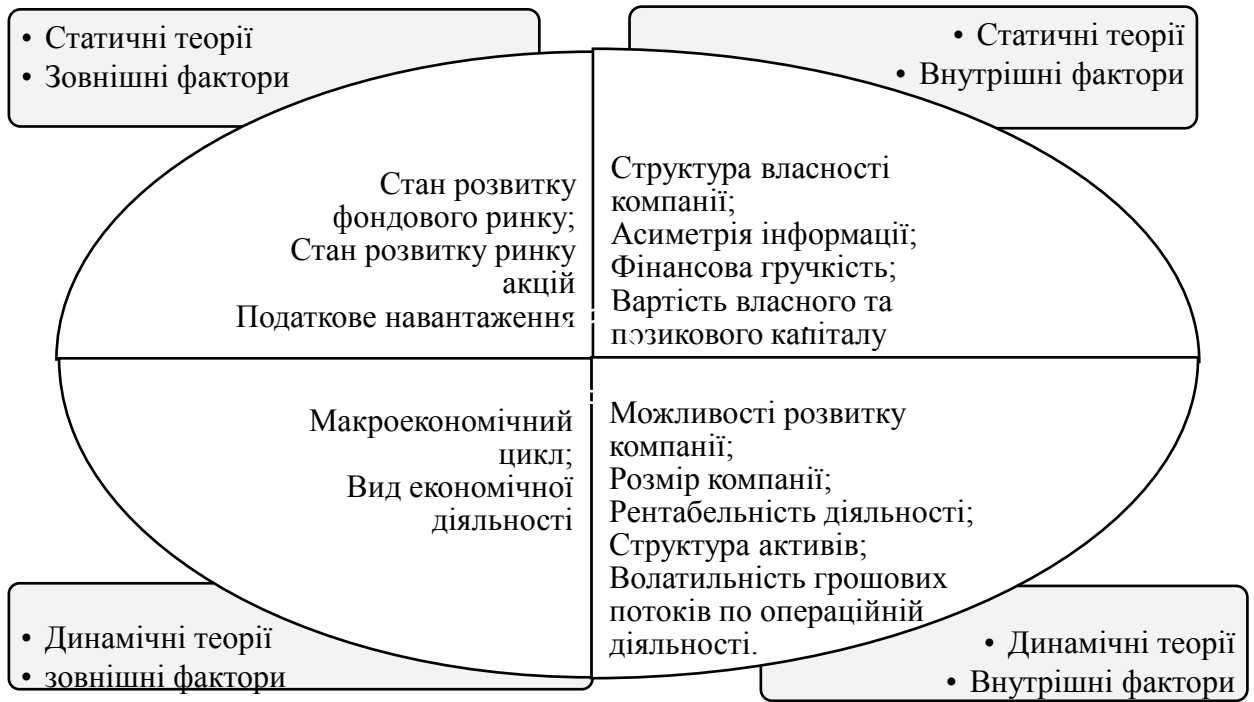 • Статичні теорії
• Зовнішні фактори
• Статичні теорії
• Внутрішні фактори
Стан розвитку
фондового ринку;
Стан розвитку ринку
акцій
Податкове навантаження
Структура власності
компанії;
Асиметрія інформації;
Фінансова гручкість;
Вартість власного та
позикового капіталу
Макроекономічний
цикл;
Вид економічної
діяльності
Можливості розвитку
компанії;
Розмір компанії;
Рентабельність діяльності;
Структура активів;
Волатильність грошових
потоків по операційній
діяльності.
• Динамічні теорії
• зовнішні фактори
• Динамічні теорії
• Внутрішні фактори